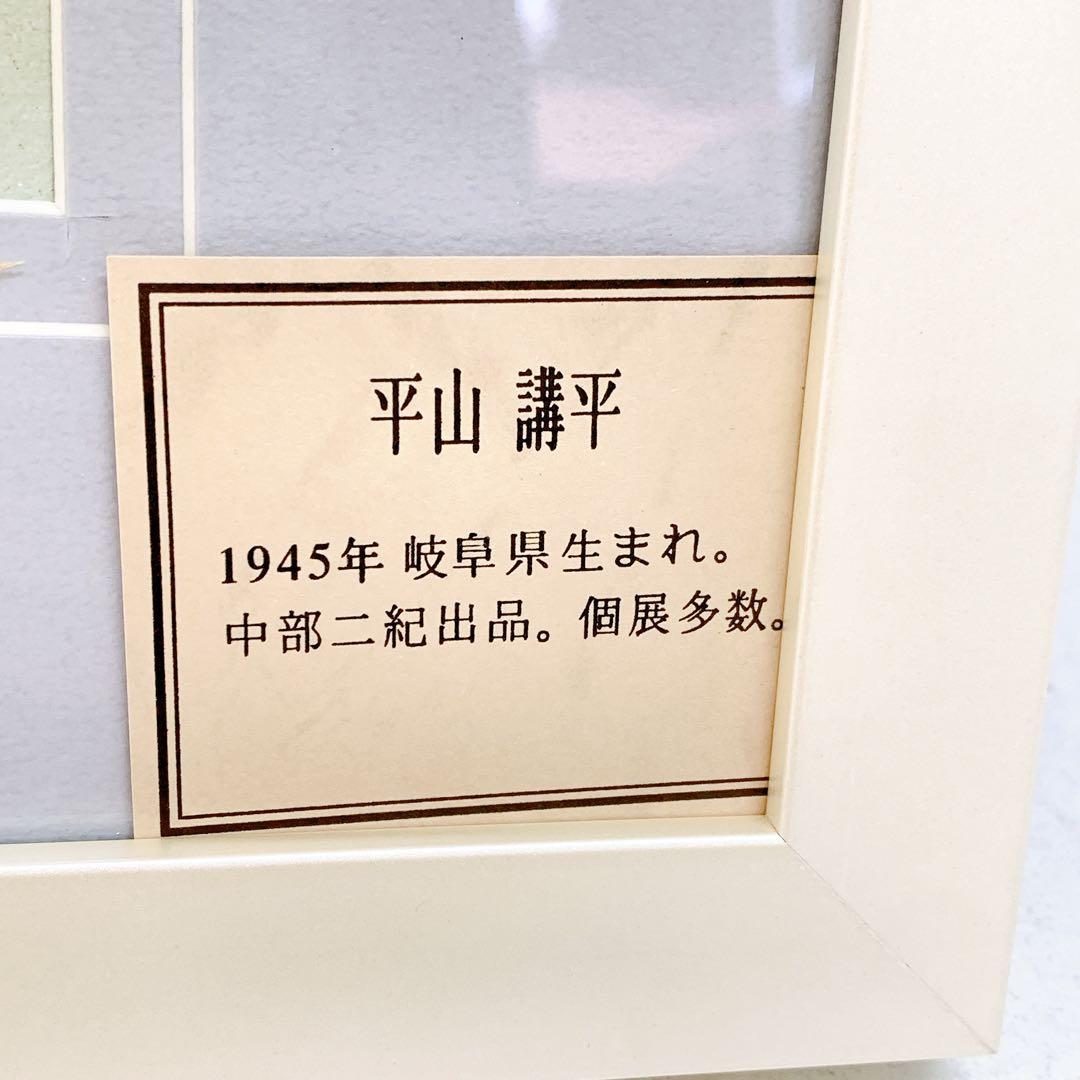 平山 講平
1945年 岐阜県生まれ。
中部二紀出品。個展多数。